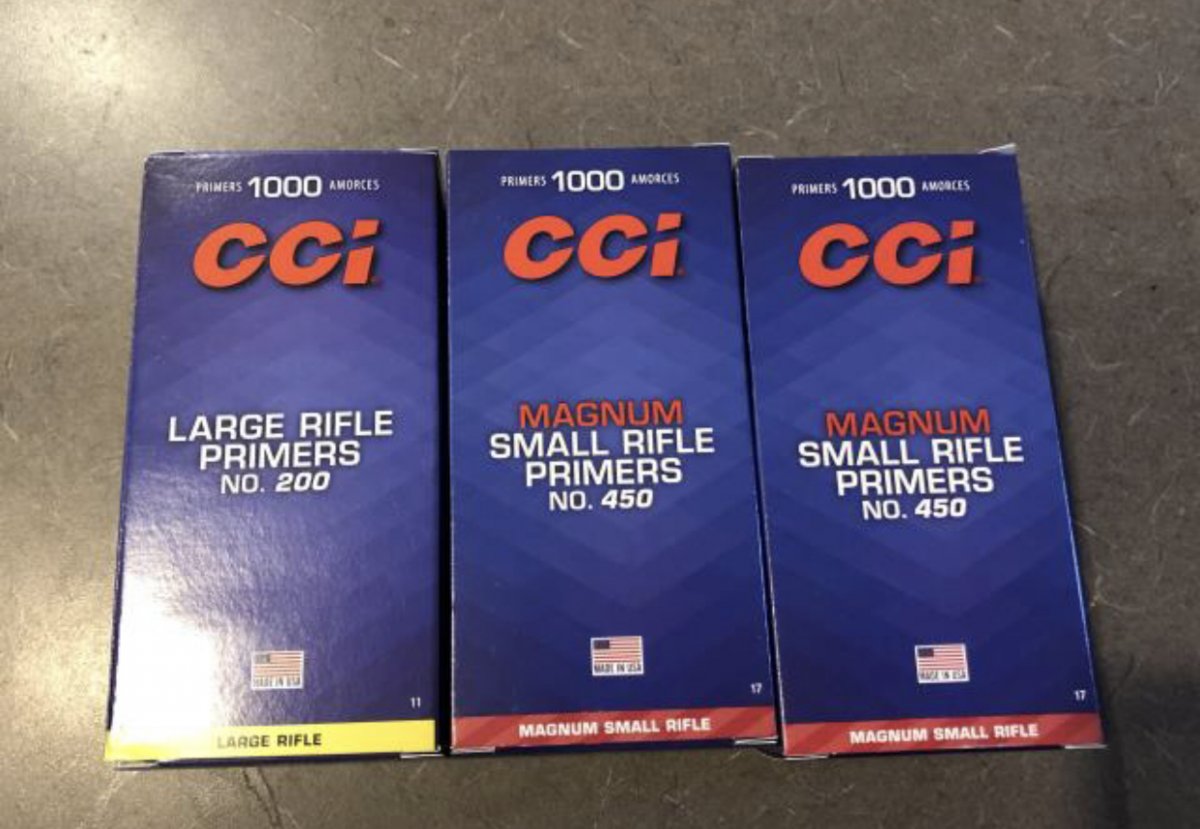 PRIMERS 1000 AMORCES
CCi
LARGE RIFLE
PRIMERS
NO. 200
MADE IN USA
11
LARGE RIFLE
PRIMERS 1000 AMORCES
CCi
MAGNUM
SMALL RIFLE
PRIMERS
NO. 450
MADE IN USA
17
MAGNUM SMALL RIFLE
PRIMERS 1000 AMORCES
CCi
MAGNUM
SMALL RIFLE
PRIMERS
NO. 450
MADE IN USA
17
MAGNUM SMALL RIFLE